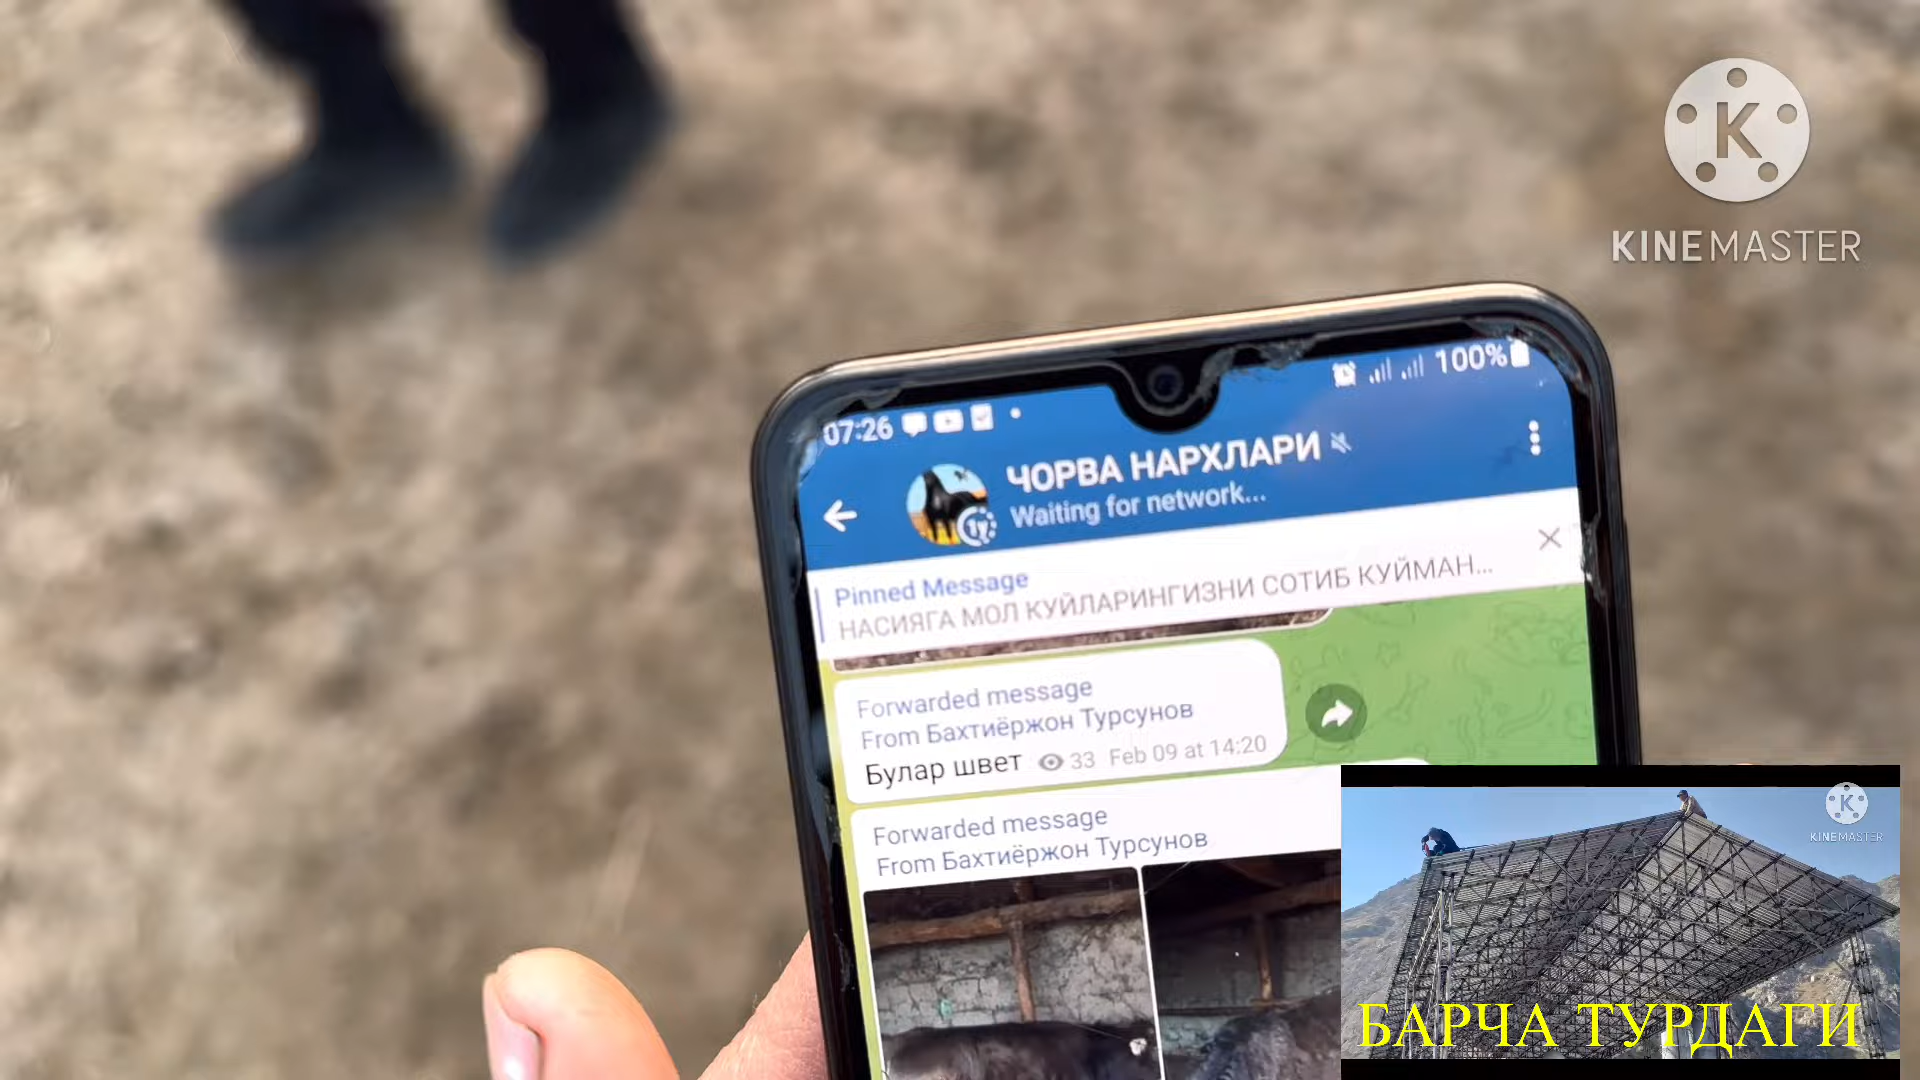 K
KINEMASTER
07:26
100%
ЧОРВА НАРХЛАРИ
1y
Waiting for network...
Pinned Message
НАСИЯГА МОЛ КУЙЛАРИНГИЗНИ СОТИБ КУЙМАН...
Forwarded message
From Бахтиёржон Турсунов
Булар швет 33 Feb 09 at 14:20
Forwarded message
From Бахтиёржон Турсунов
K
KINEMASTER
БАРЧА ТУРДАГИ